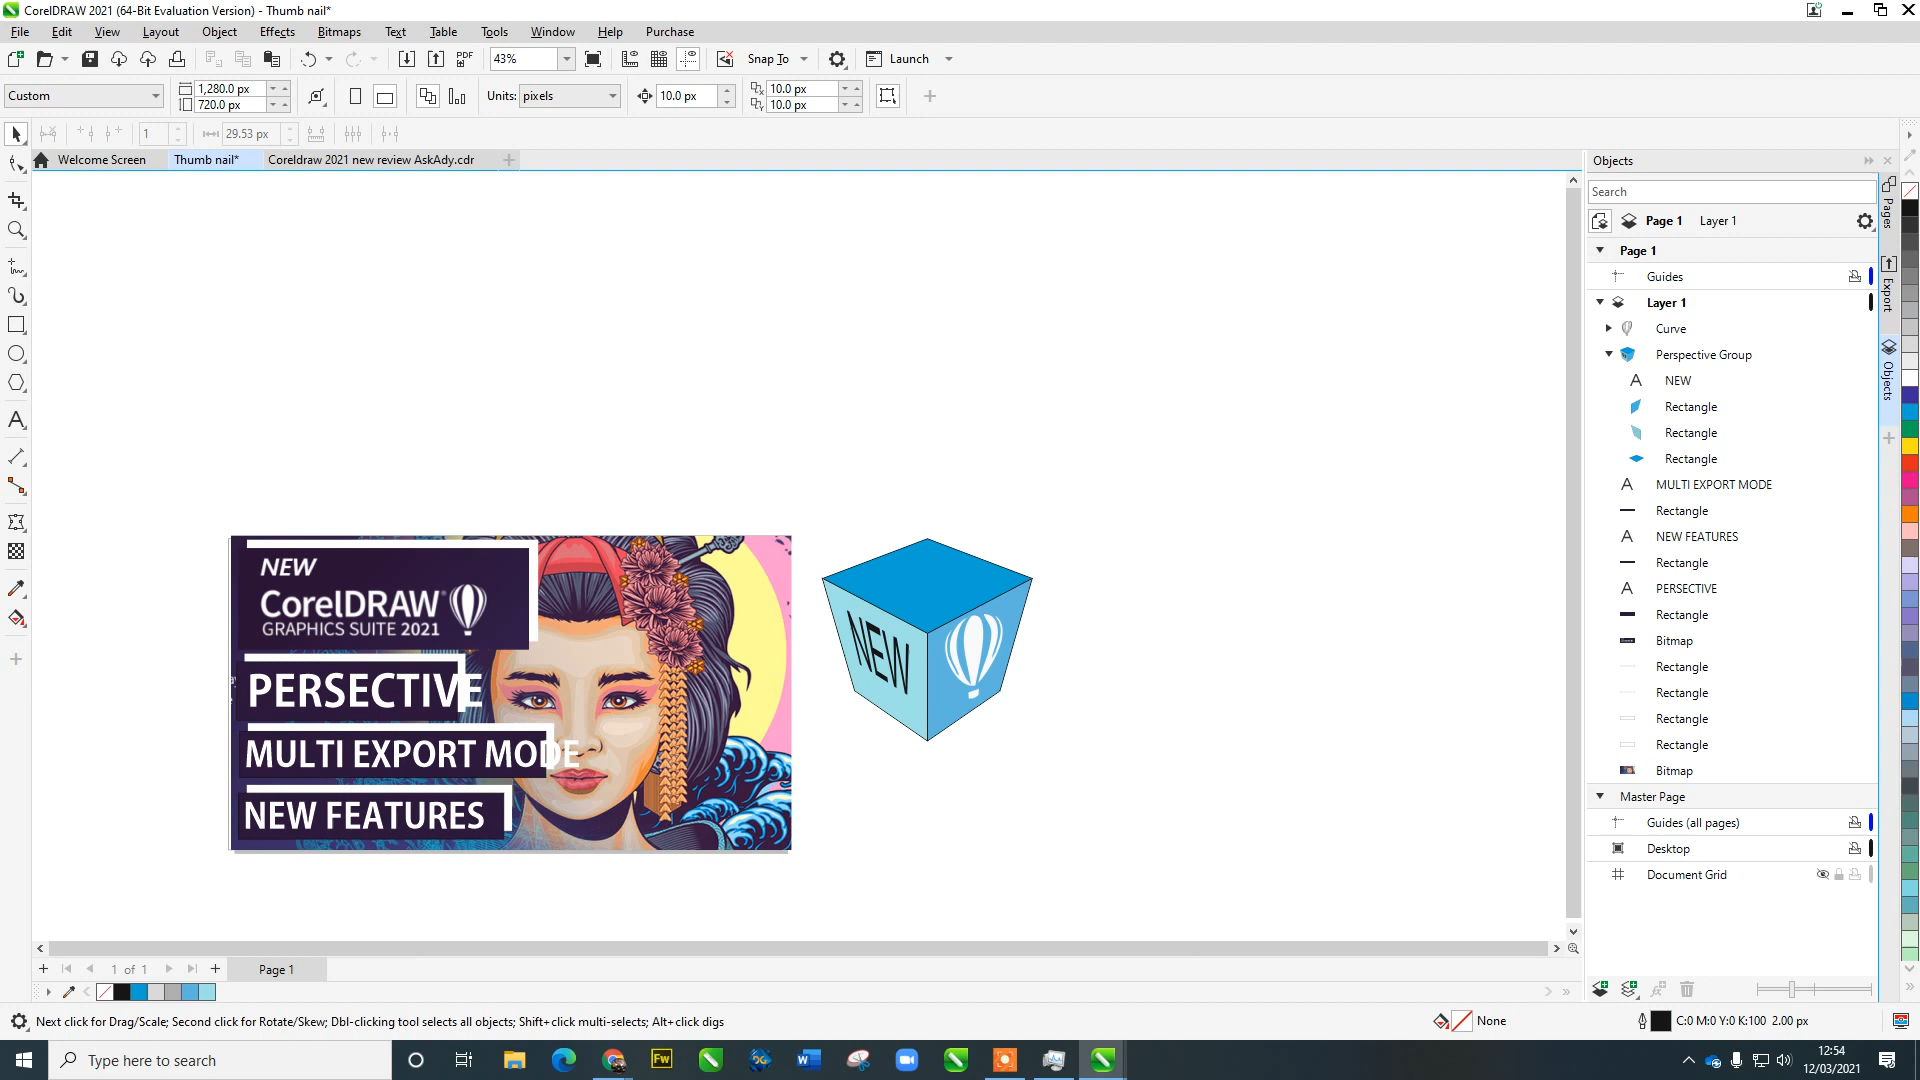 CorelDRAW 2021 (64-Bit Evaluation Version) - Thumb nail*
File Edit View Layout Object Effects Bitmaps Text Table Tools Window Help Purchase
PDF 43% Snap To Launch
Custom 1,280.0 px 720.0 px Units: pixels 10.0 px 10.0 px 10.0 px
1 29.53 px
Welcome Screen Thumb nail* Coreldraw 2021 new review AskAdy.cdr
NEW
CorelDRAW®
GRAPHICS SUITE 2021
PERSECTIVE
MULTI EXPORT MODE
NEW FEATURES
NEW
Objects
Search
Page 1 Layer 1
Page 1
Guides
Layer 1
Curve
Perspective Group
NEW
Rectangle
Rectangle
Rectangle
MULTI EXPORT MODE
Rectangle
NEW FEATURES
Rectangle
PERSPECTIVE
Rectangle
Bitmap
Rectangle
Rectangle
Rectangle
Rectangle
Bitmap
Master Page
Guides (all pages)
Desktop
Document Grid
Pages
Export
Objects
1 of 1 Page 1
Next click for Drag/Scale; Second click for Rotate/Skew; Dbl-clicking tool selects all objects; Shift+click multi-selects; Alt+click digs
None C:0 M:0 Y:0 K:100 2.00 px
Type here to search
Fw
12:54
12/03/2021